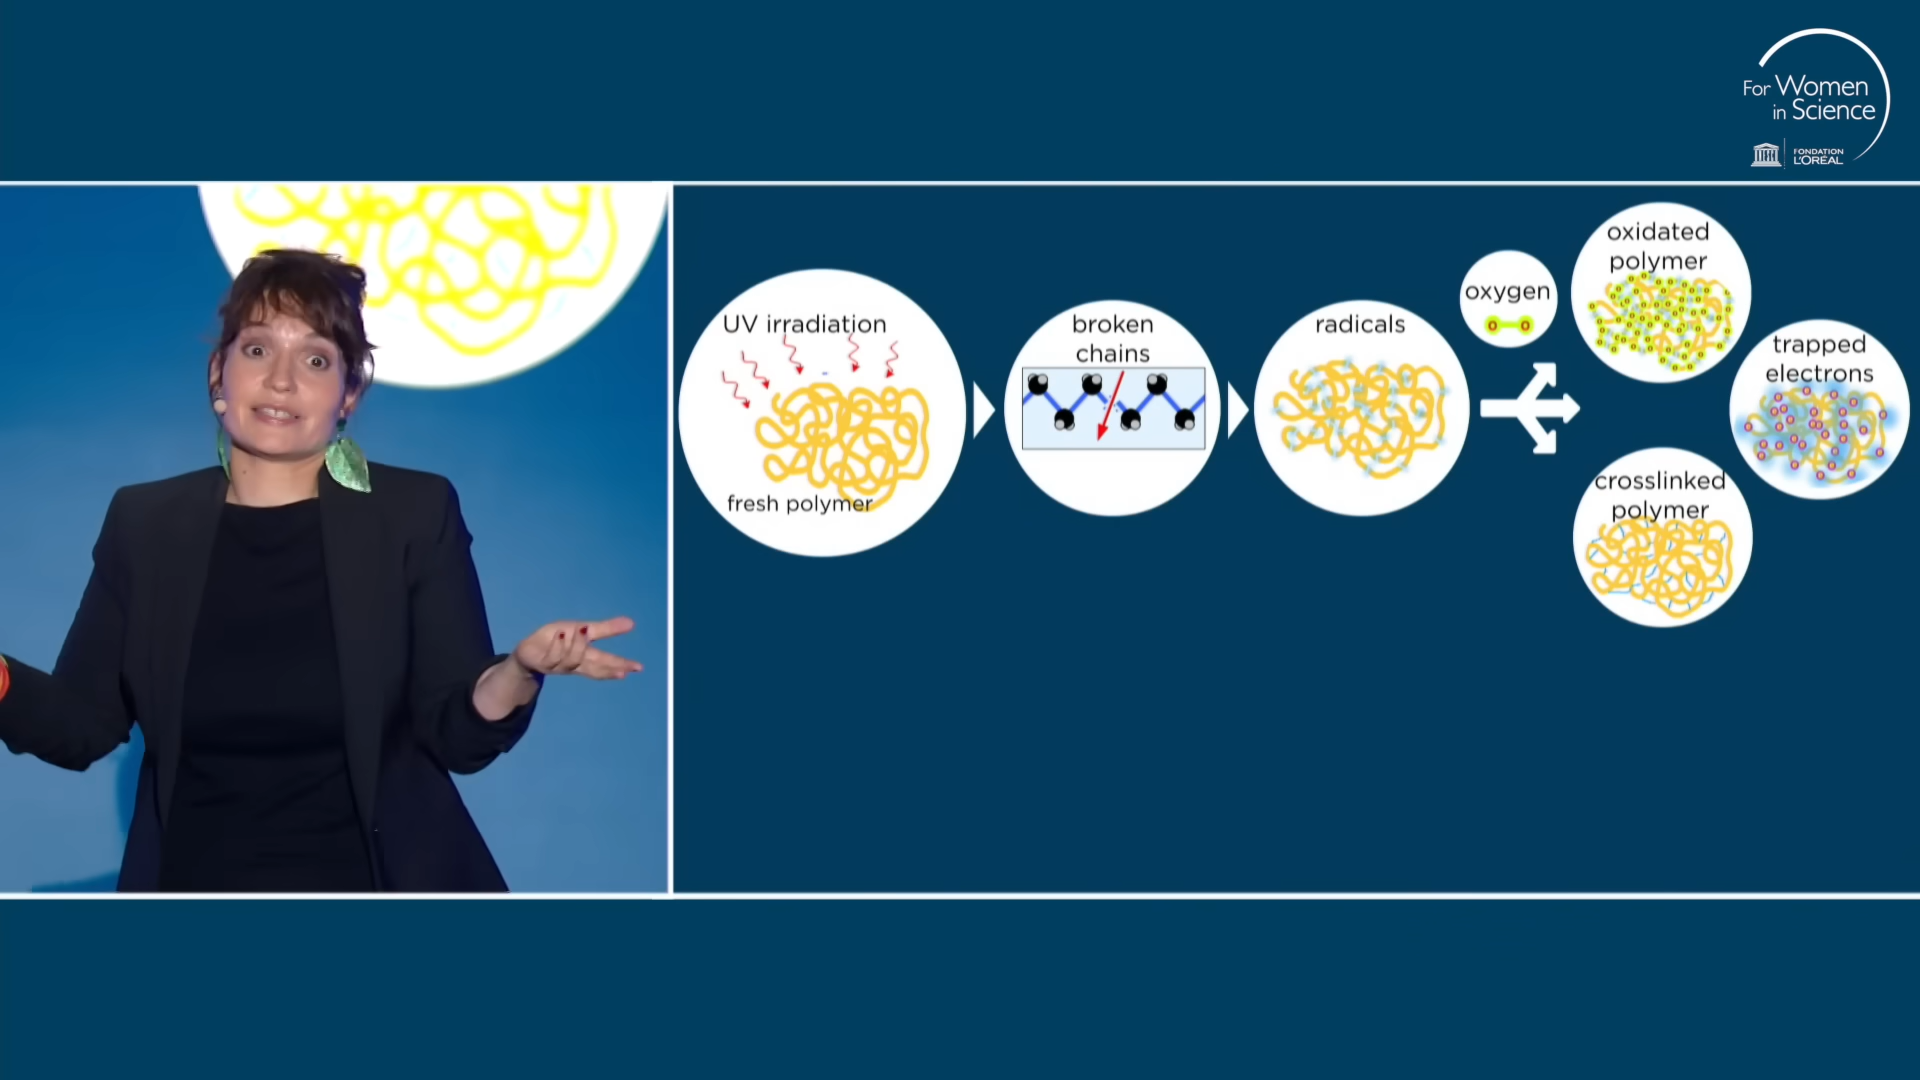 For Women
in Science
FONDATION
L'ORÉAL
UV irradiation
fresh polymer
broken
chains
radicals
oxygen
oxidated
polymer
trapped
electrons
crosslinked
polymer